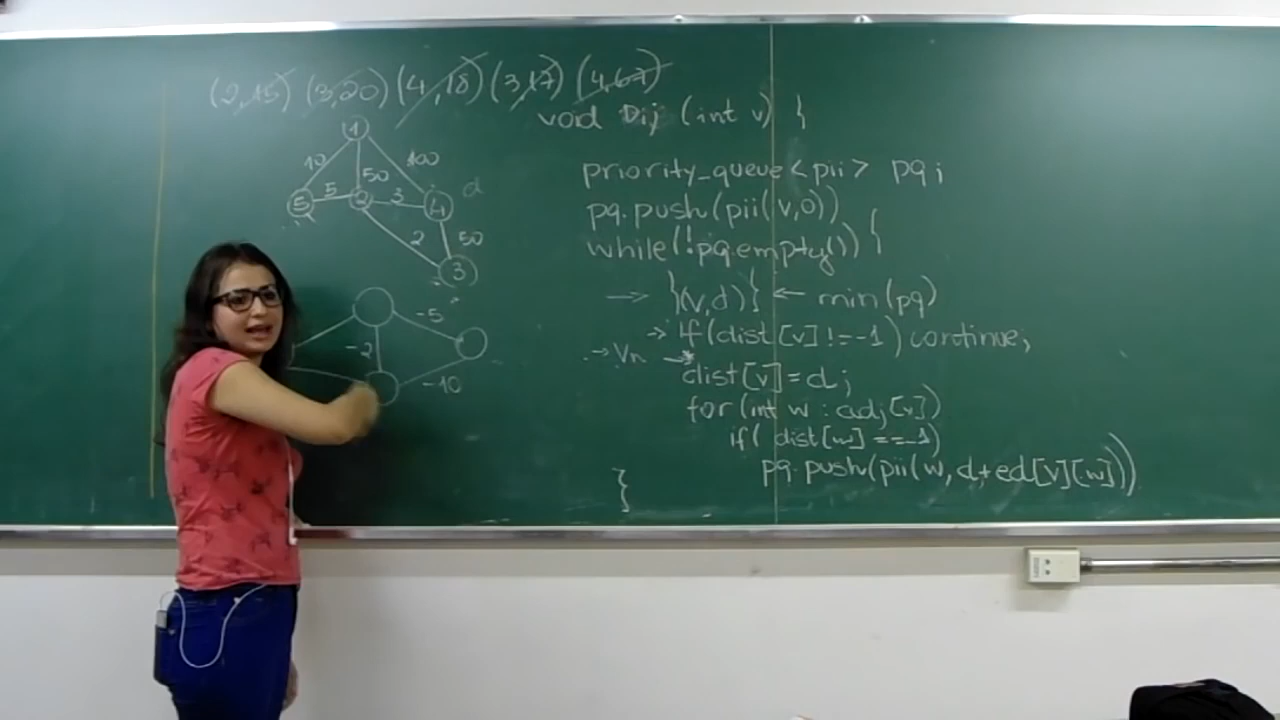 (2,15) (3,20) (4,18) (3,17) (4,67)
void Dij (int v) {
1
10 50 100
5 5 2 3 4 d
2 50
3
priority_queue<pii> pq;
pq.push(pii(v,0))
while(!pq.empty()) {
→ }(v,d)} ← min(pq)
→ if(dist[v] != -1) continue;
→ Vn → *
dist[v]=d;
for(int w : adj[v])
if( dist[w] == -1)
pq.push(pii(w, d+ed[v][w]))
}
-5
-2
-10